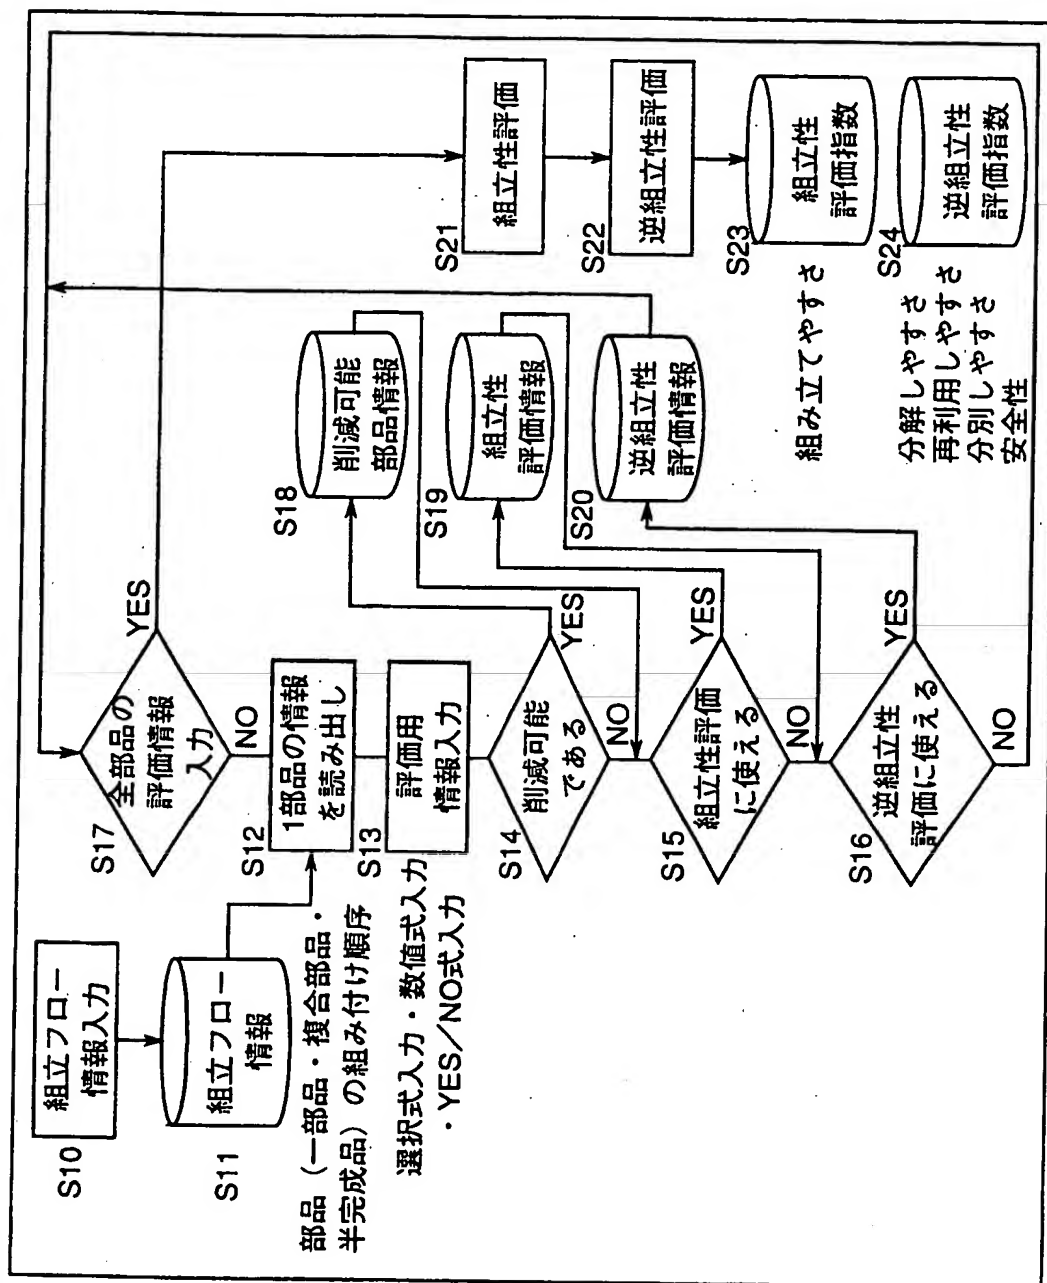 S10
組立フロー
情報入力
S11
組立フロー
情報
部品（一部品・複合部品・
半完成品）の組み付け順序
選択式入力・数値式入力
・YES／NO式入力
S17
全部品の
評価情報
入力
YES
NO
S12
1部品の情報
を読み出し
S13
評価用
情報入力
S14
削減可能
である
YES
NO
S15
組立性評価
に使える
YES
NO
S16
逆組立性
評価に使える
YES
NO
S18
削減可能
部品情報
S19
組立性
評価情報
S20
逆組立性
評価情報
S21
組立性評価
S22
逆組立性評価
S23
組立性
評価指数
組み立てやすさ
S24
逆組立性
評価指数
分解しやすさ
再利用しやすさ
分別しやすさ
安全性